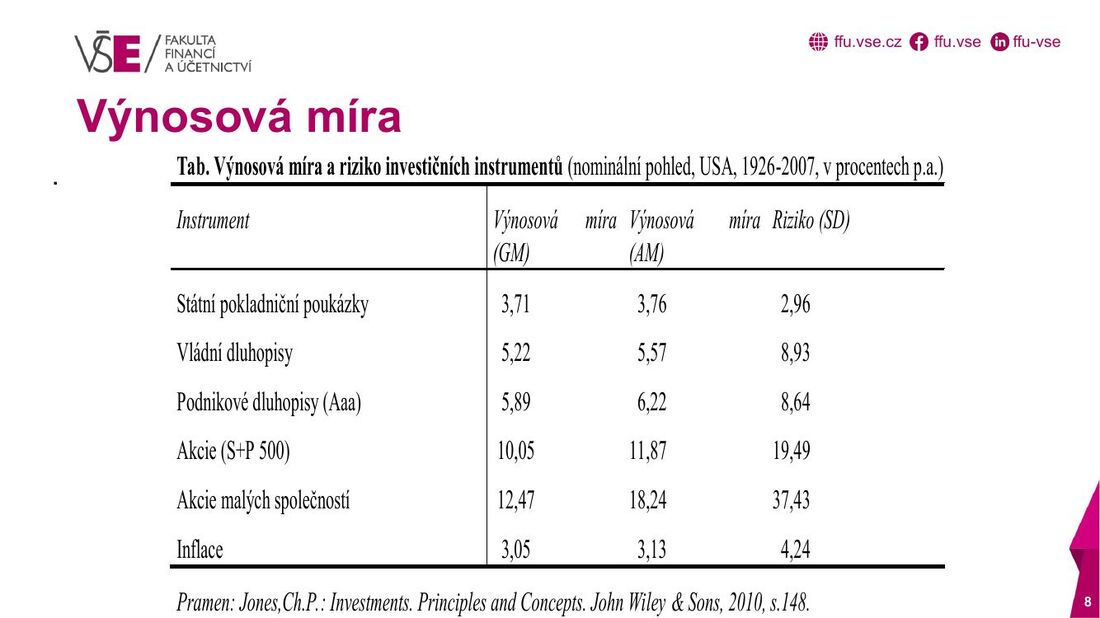 VŠE/ FAKULTA
FINANCÍ
A ÚČETNICTVÍ
ffu.vse.cz ffu.vse ffu-vse
Výnosová míra
Tab. Výnosová míra a riziko investičních instrumentů (nominální pohled, USA, 1926-2007, v procentech p.a.)
.
Instrument Výnosová míra Výnosová míra Riziko (SD)
(GM) (AM)
Státní pokladniční poukázky 3,71 3,76 2,96
Vládní dluhopisy 5,22 5,57 8,93
Podnikové dluhopisy (Aaa) 5,89 6,22 8,64
Akcie (S+P 500) 10,05 11,87 19,49
Akcie malých společností 12,47 18,24 37,43
Inflace 3,05 3,13 4,24
Pramen: Jones,Ch.P.: Investments. Principles and Concepts. John Wiley & Sons, 2010, s.148.
8